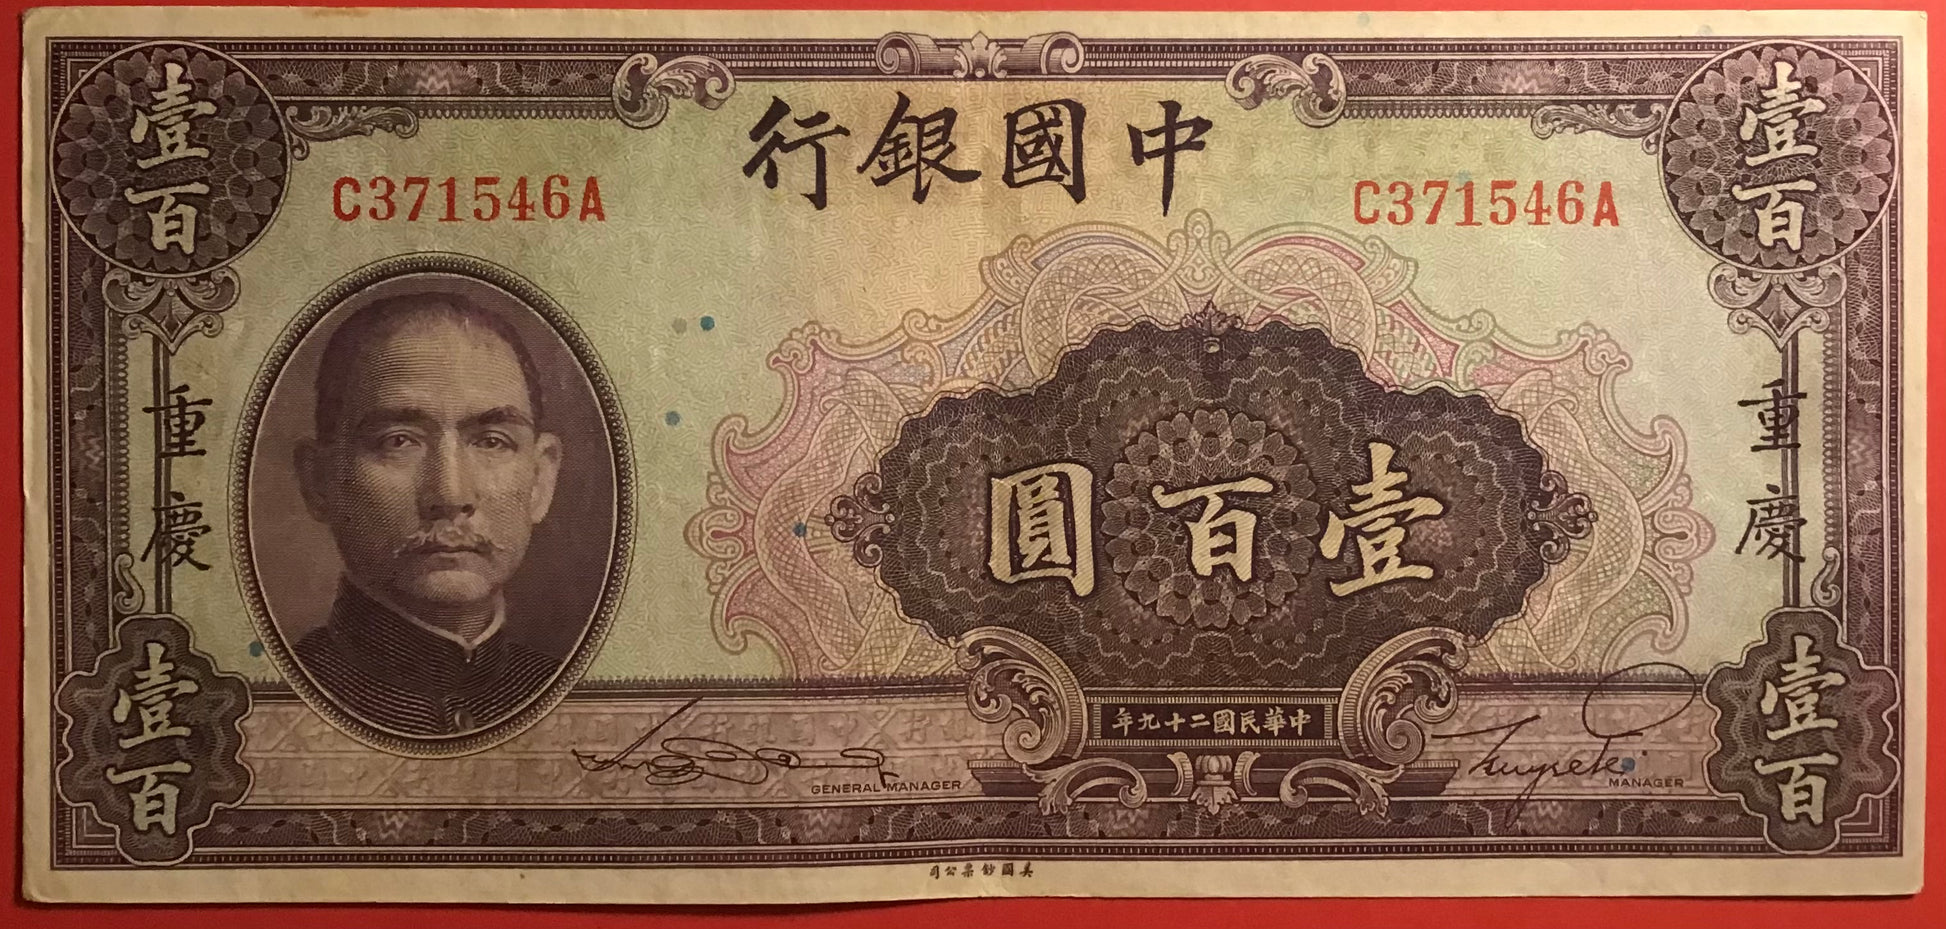 中國銀行
壹百
壹百
C371546A
C371546A
重慶
重慶
壹百圓
中華民國二十九年
壹百
壹百
GENERAL MANAGER
MANAGER
美國鈔票公司